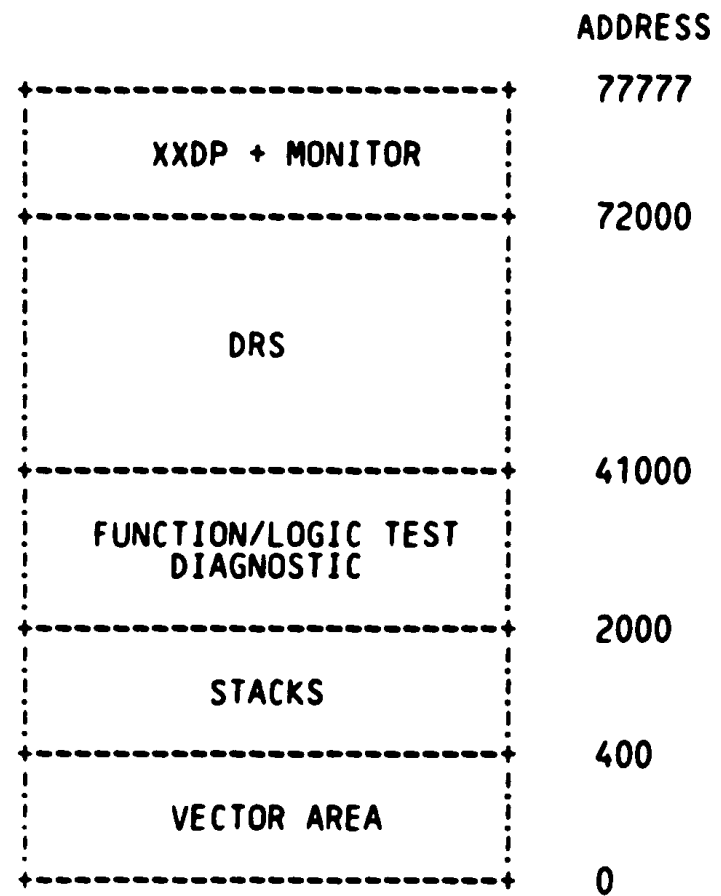 ADDRESS
77777
XXDP + MONITOR
72000
DRS
41000
FUNCTION/LOGIC TEST
DIAGNOSTIC
2000
STACKS
400
VECTOR AREA
0